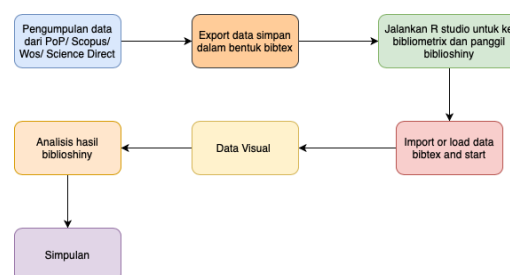 Pengumpulan data
dari PoP/ Scopus/
Wos/ Science Direct
Export data simpan
dalam bentuk bibtex
Jalankan R studio untuk ke
bibliometrix dan panggil
biblioshiny
Analisis hasil
biblioshiny
Data Visual
Import or load data
bibtex and start
Simpulan